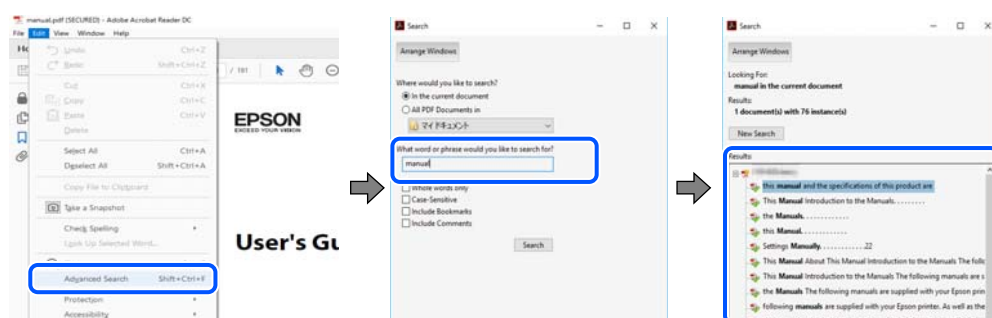 manual.pdf (SECURED) - Adobe Acrobat Reader DC
File Edit View Window Help
Undo Ctrl+Z
Redo Shift+Ctrl+Z
Cut Ctrl+X
Copy Ctrl+C
Paste Ctrl+V
Delete
Select All Ctrl+A
Deselect All Shift+Ctrl+A
Copy File to Clipboard
Take a Snapshot
Check Spelling
Look Up Selected Word...
Advanced Search Shift+Ctrl+F
Protection
Accessibility
/ 191
EPSON
EXCEED YOUR VISION
User's Gu
Search
Arrange Windows
Where would you like to search?
In the current document
All PDF Documents in
マイ ドキュメント
What word or phrase would you like to search for?
manual
Whole words only
Case-Sensitive
Include Bookmarks
Include Comments
Search
Search
Arrange Windows
Looking For:
manual in the current document
Results:
1 document(s) with 76 instance(s)
New Search
Results:
this manual and the specifications of this product are
This Manual Introduction to the Manuals. . . . . . . . .
the Manuals. . . . . . . . . . . .
this Manual. . . . . . . . . . . .
Settings Manually. . . . . . . . . . . .22
This Manual About This Manual Introduction to the Manuals The follo
This Manual Introduction to the Manuals The following manuals are s
the Manuals The following manuals are supplied with your Epson prin
following manuals are supplied with your Epson printer. As well as the